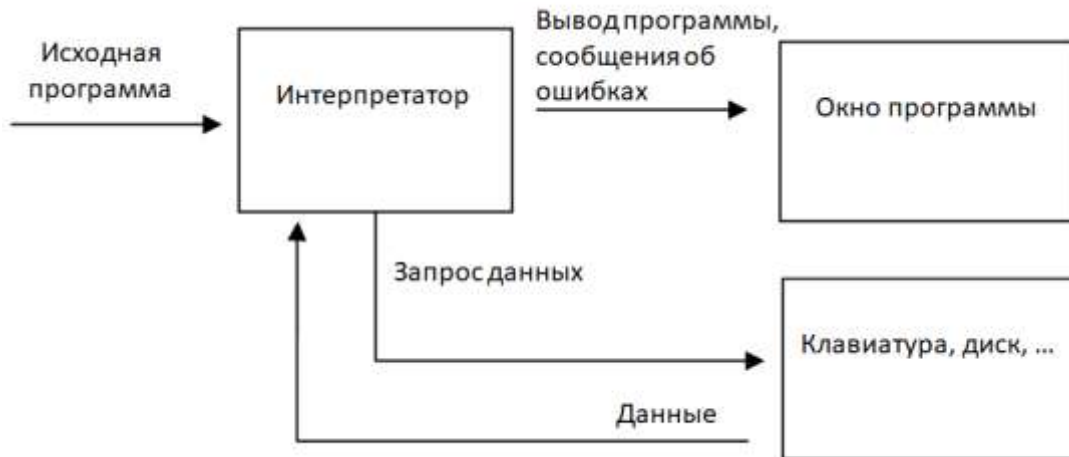 Исходная
программа
Интерпретатор
Вывод программы,
сообщения об
ошибках
Окно программы
Запрос данных
Клавиатура, диск, ...
Данные